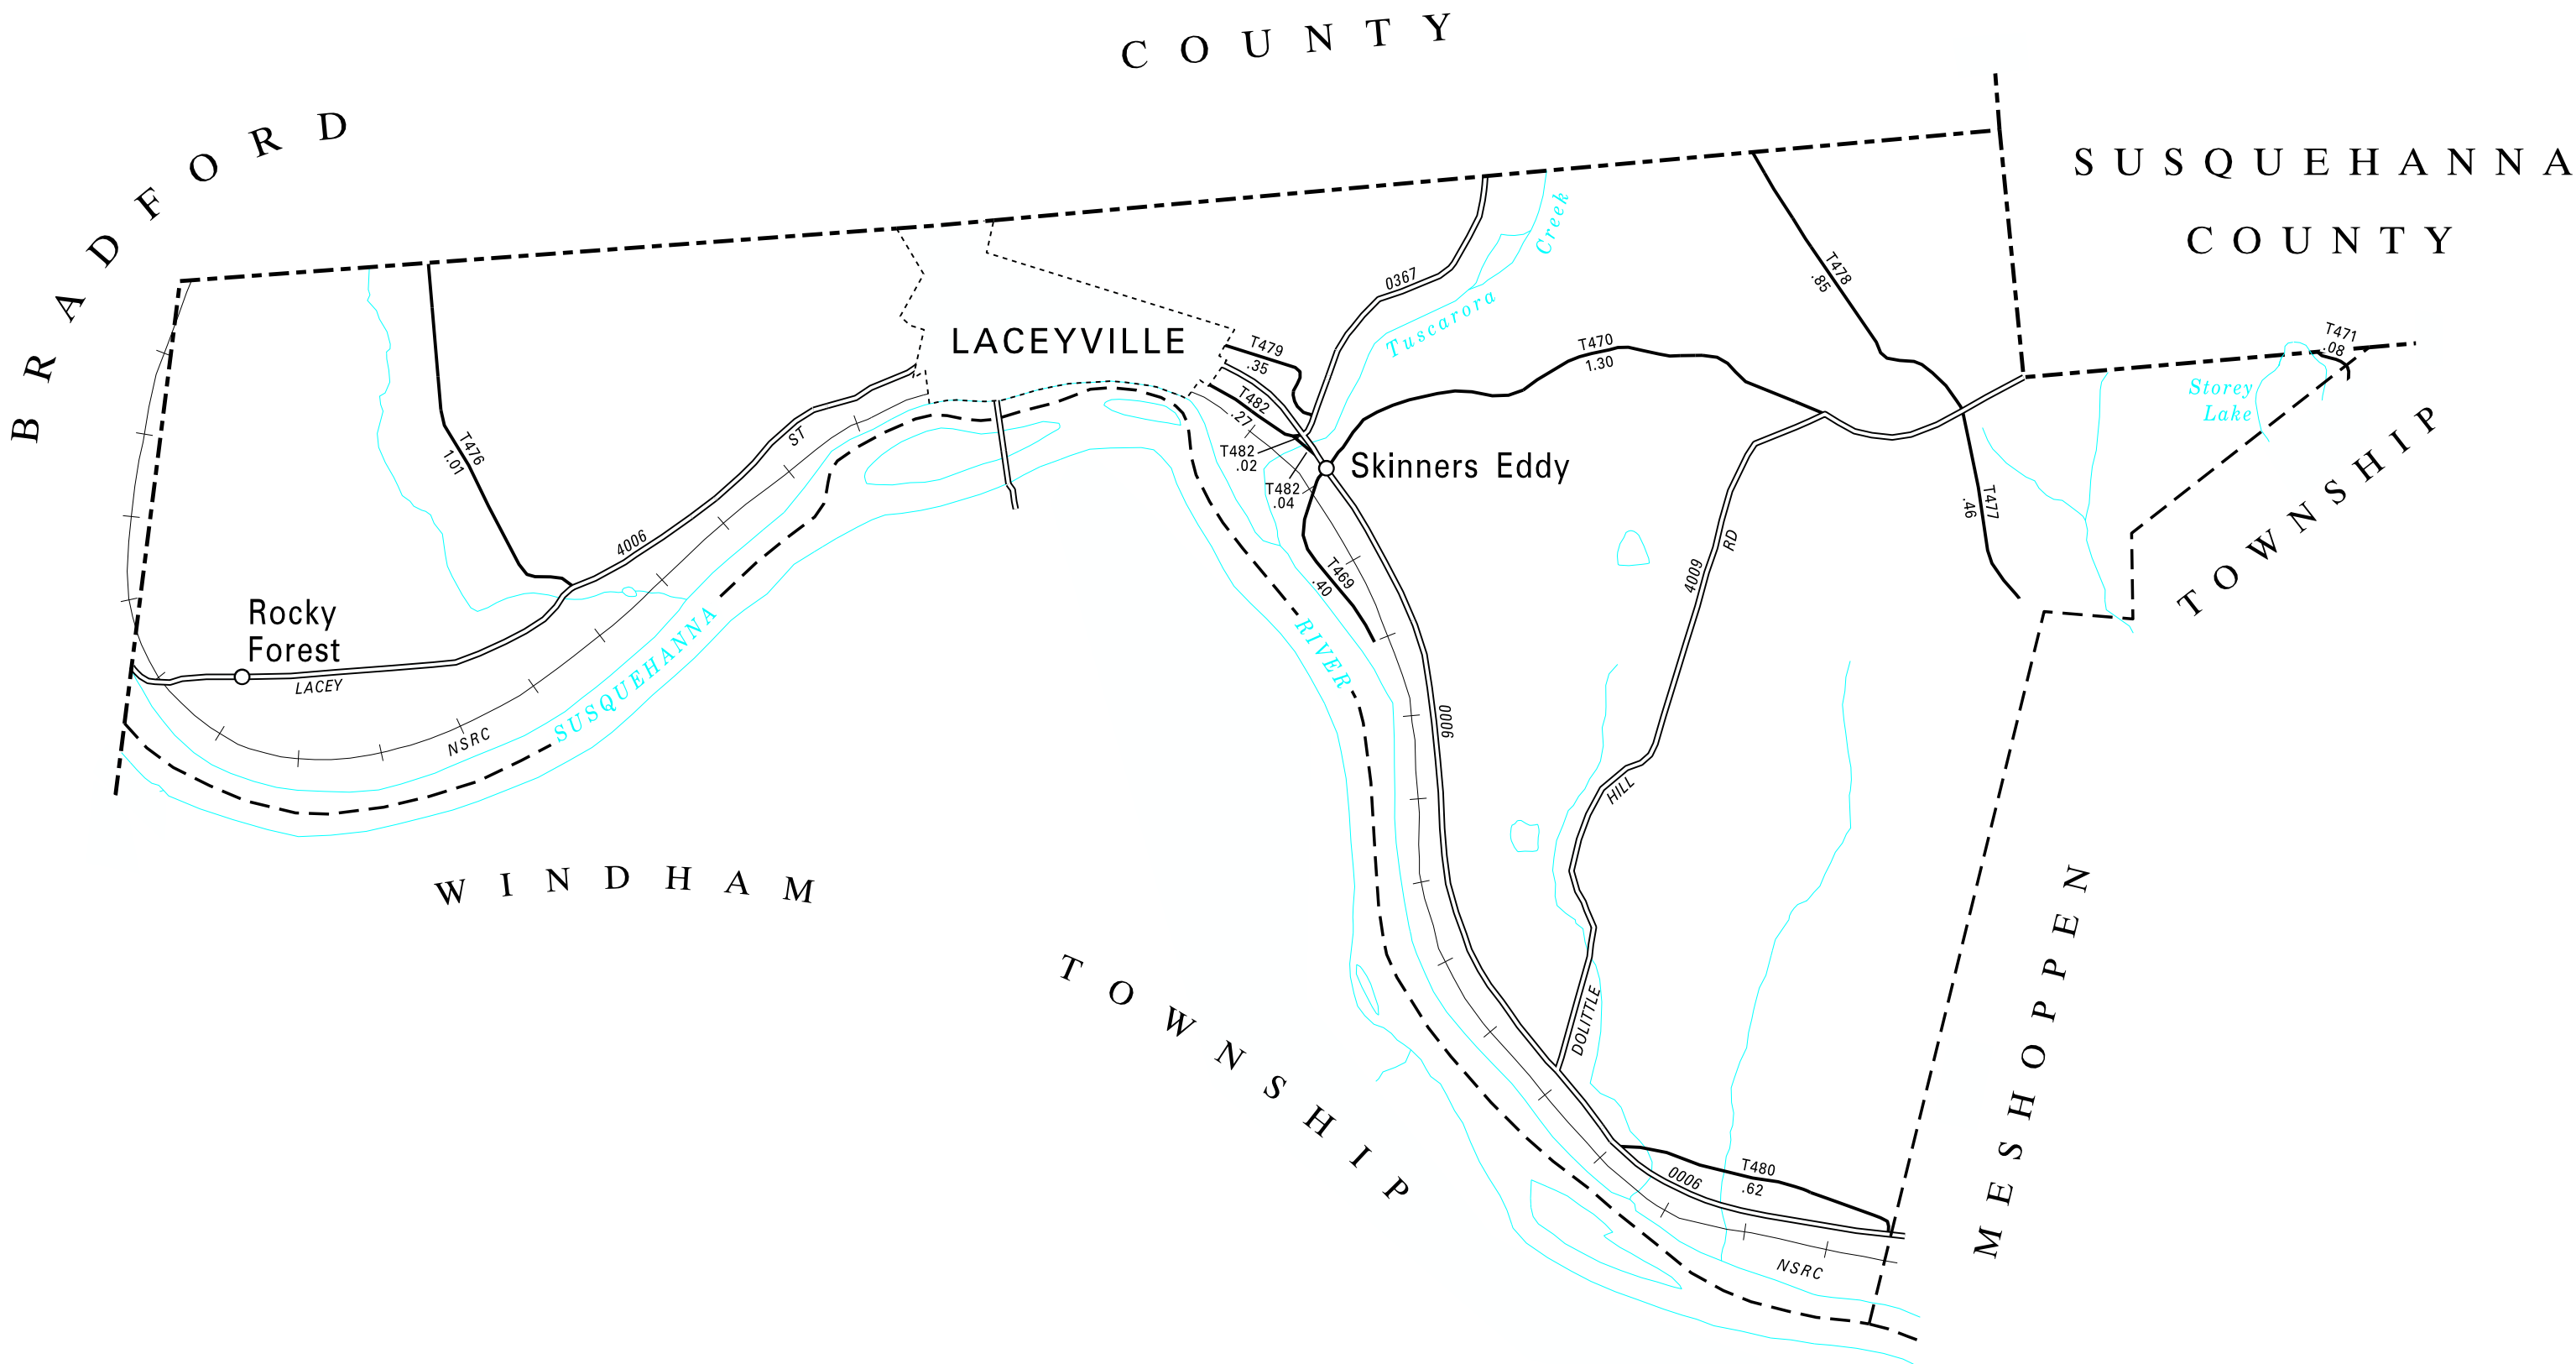 BRADFORD
COUNTY
SUSQUEHANNA
COUNTY
LACEYVILLE
Creek
Tuscarora
0367
T478
.85
T471
.08
Storey
Lake
T479
.35
T470
1.30
T482
.27
T482
.02
T482
.04
Skinners Eddy
T476
1.01
ST
4006
TOWNSHIP
T477
.46
4009
RD
T469
.40
Rocky
Forest
LACEY
NSRC
SUSQUEHANNA
RIVER
0006
HILL
WINDHAM
TOWNSHIP
DOLITTLE
MESHOPPEN
0006
T480
.62
NSRC